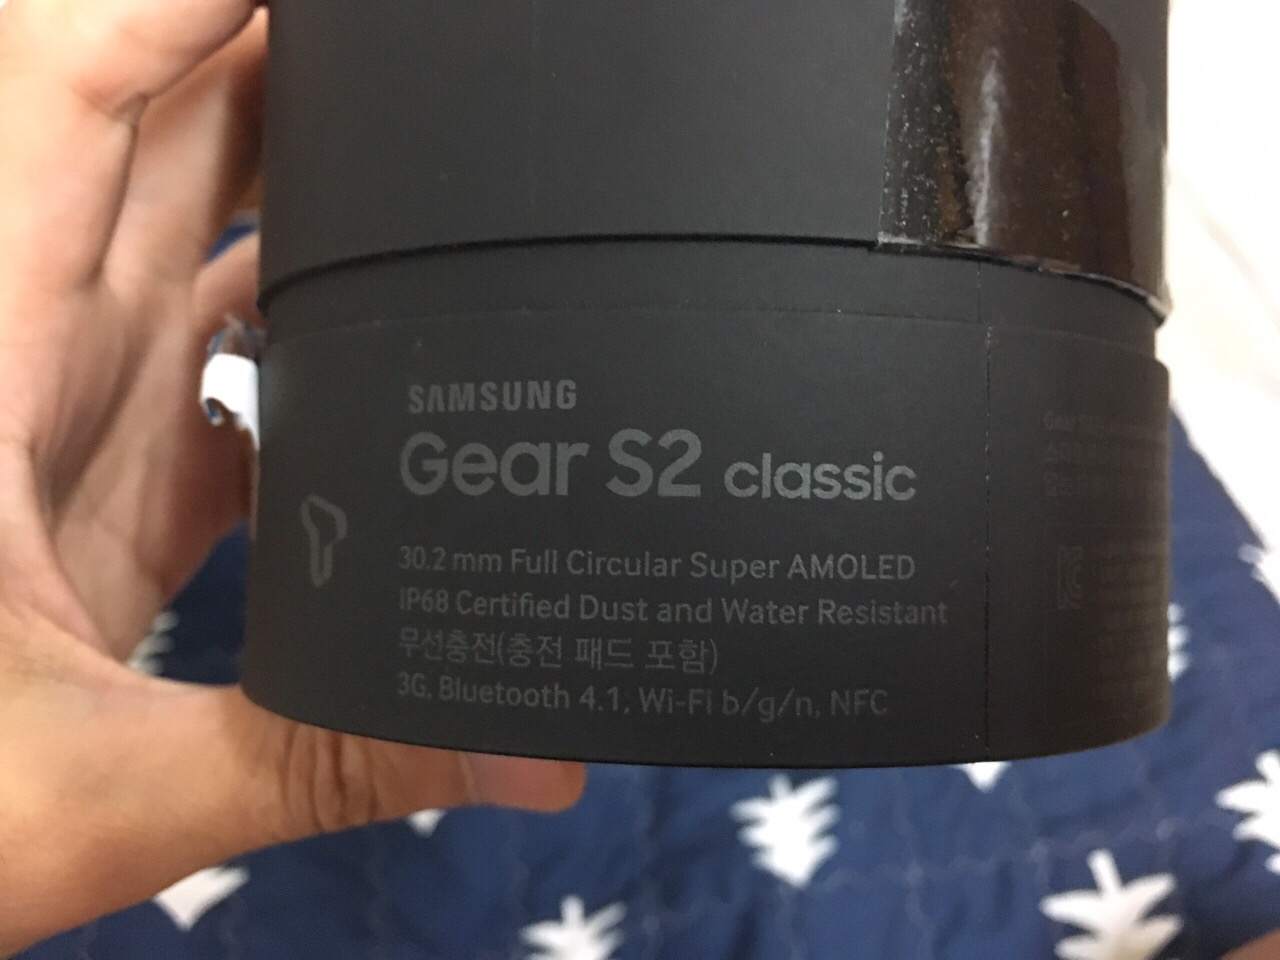 SAMSUNG
Gear S2 classic
30.2 mm Full Circular Super AMOLED
IP68 Certified Dust and Water Resistant
무선충전(충전 패드 포함)
3G, Bluetooth 4.1, Wi-Fi b/g/n, NFC
Gear